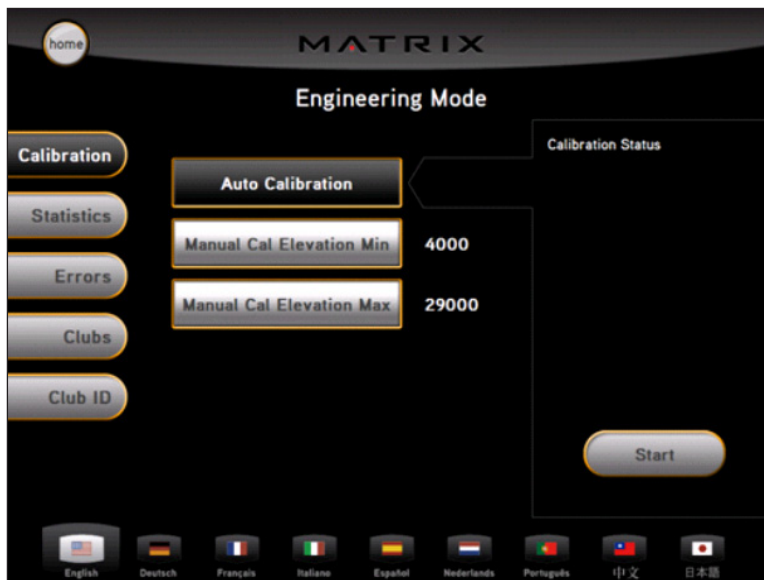 home
MATRIX
Engineering Mode
Calibration
Statistics
Errors
Clubs
Club ID
Auto Calibration
Manual Cal Elevation Min 4000
Manual Cal Elevation Max 29000
Calibration Status
Start
English Deutsch Français Italiano Español Nederlands Português 中文 日本語